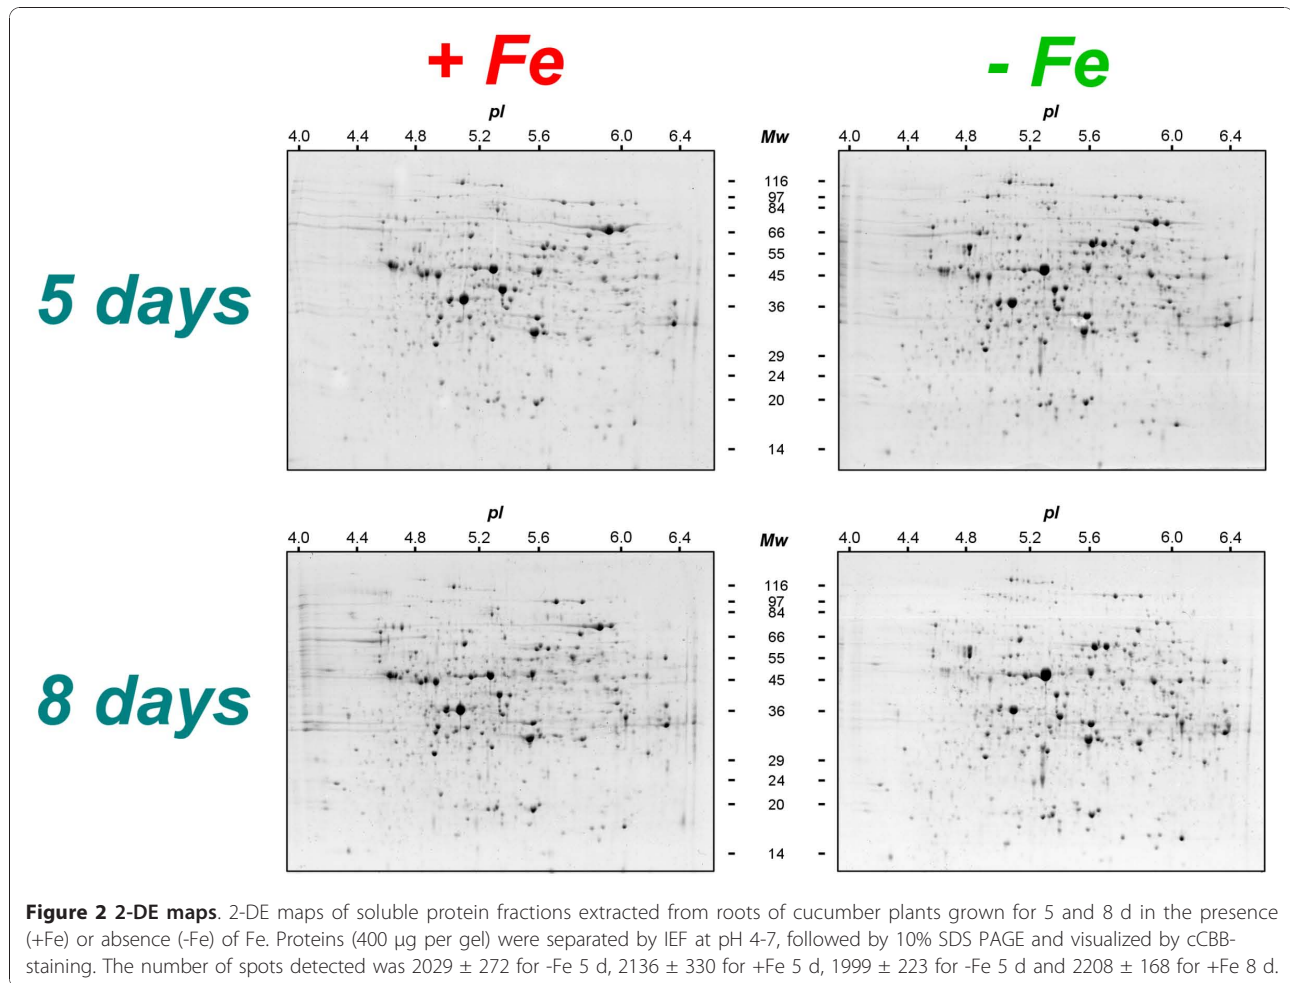 + Fe
- Fe
pI
pI
4.0 4.4 4.8 5.2 5.6 6.0 6.4
Mw
4.0 4.4 4.8 5.2 5.6 6.0 6.4
5 days
116
97
84
66
55
45
36
29
24
20
14
pI
pI
4.0 4.4 4.8 5.2 5.6 6.0 6.4
Mw
4.0 4.4 4.8 5.2 5.6 6.0 6.4
8 days
116
97
84
66
55
45
36
29
24
20
14
Figure 2 2-DE maps. 2-DE maps of soluble protein fractions extracted from roots of cucumber plants grown for 5 and 8 d in the presence
(+Fe) or absence (-Fe) of Fe. Proteins (400 μg per gel) were separated by IEF at pH 4-7, followed by 10% SDS PAGE and visualized by cCBB-
staining. The number of spots detected was 2029 ± 272 for -Fe 5 d, 2136 ± 330 for +Fe 5 d, 1999 ± 223 for -Fe 5 d and 2208 ± 168 for +Fe 8 d.